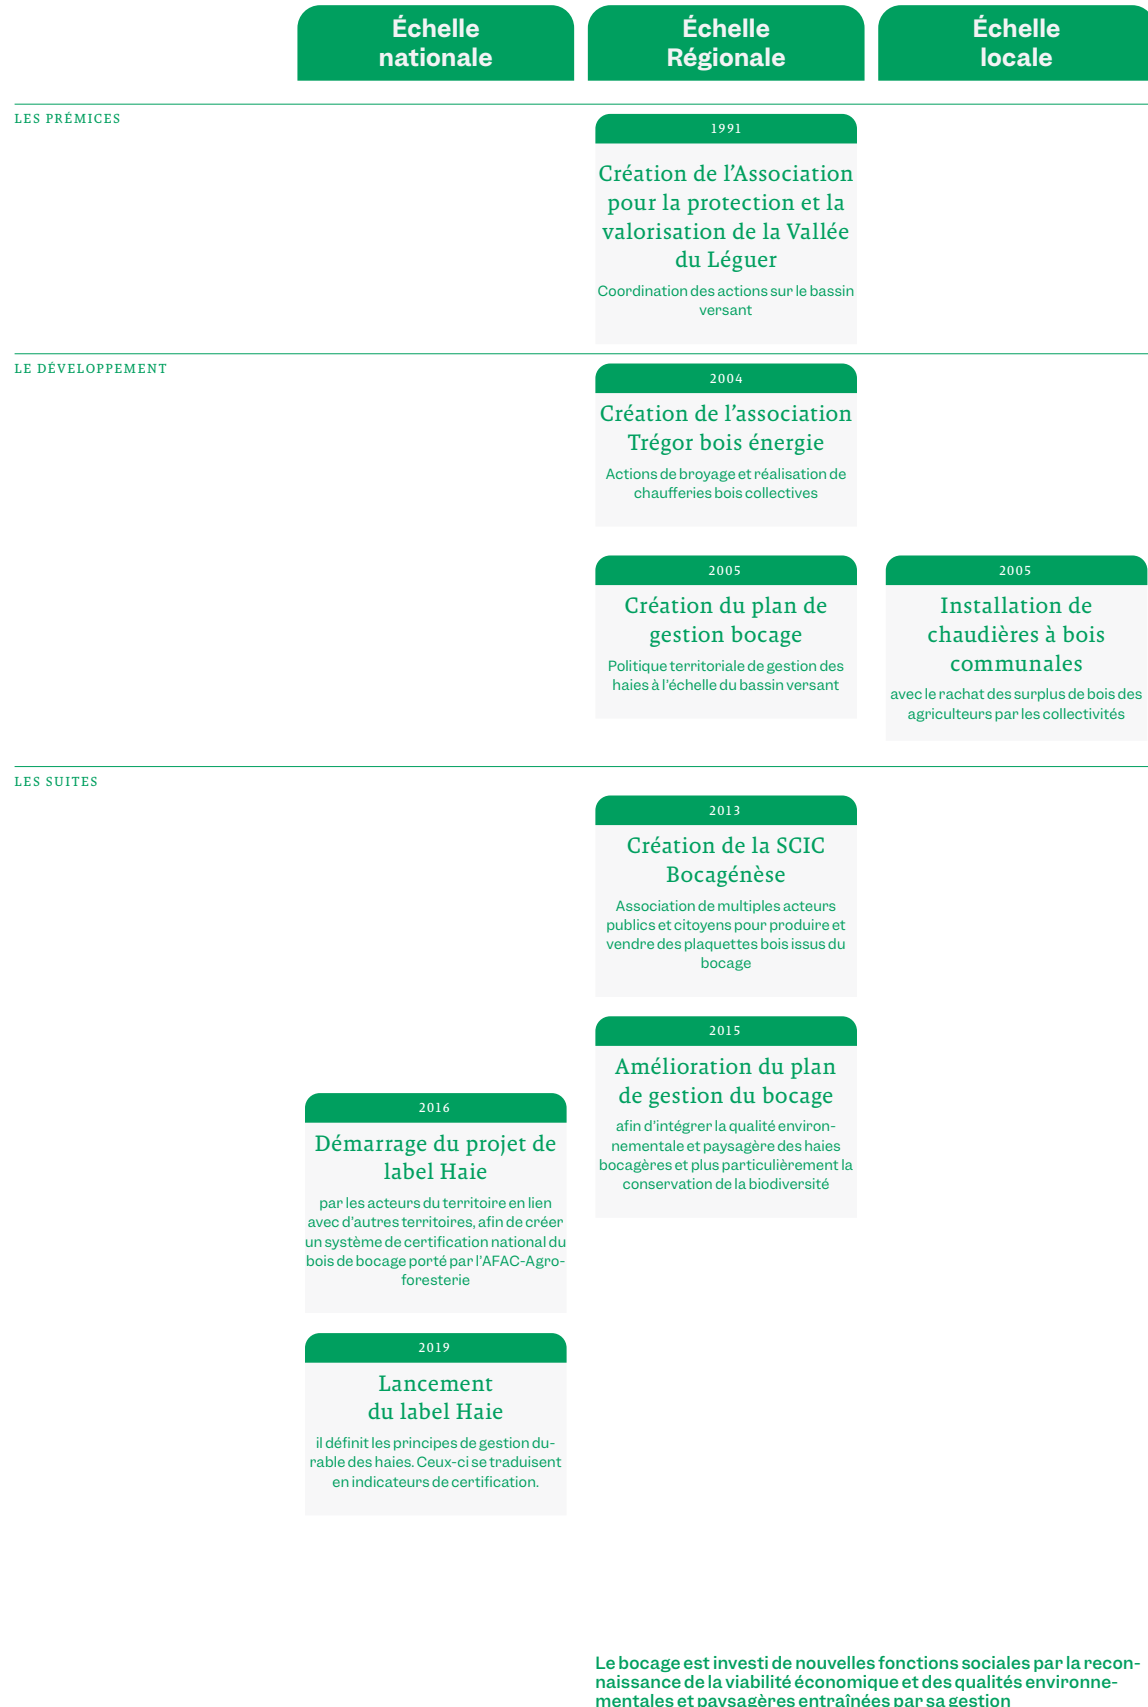 Échelle
nationale
Échelle
Régionale
Échelle
locale
LES PRÉMICES
1991
Création de l’Association
pour la protection et la
valorisation de la Vallée
du Léguer
Coordination des actions sur le bassin
versant
LE DÉVELOPPEMENT
2004
Création de l’association
Trégor bois énergie
Actions de broyage et réalisation de
chaufferies bois collectives
2005
Création du plan de
gestion bocage
Politique territoriale de gestion des
haies à l’échelle du bassin versant
2005
Installation de
chaudières à bois
communales
avec le rachat des surplus de bois des
agriculteurs par les collectivités
LES SUITES
2013
Création de la SCIC
Bocagénèse
Association de multiples acteurs
publics et citoyens pour produire et
vendre des plaquettes bois issus du
bocage
2015
Amélioration du plan
de gestion du bocage
afin d’intégrer la qualité environ-
nementale et paysagère des haies
bocagères et plus particulièrement la
conservation de la biodiversité
2016
Démarrage du projet de
label Haie
par les acteurs du territoire en lien
avec d’autres territoires, afin de créer
un système de certification national du
bois de bocage porté par l’AFAC-Agro-
foresterie
2019
Lancement
du label Haie
il définit les principes de gestion du-
rable des haies. Ceux-ci se traduisent
en indicateurs de certification.
Le bocage est investi de nouvelles fonctions sociales par la recon-
naissance de la viabilité économique et des qualités environne-
mentales et paysagères entraînées par sa gestion